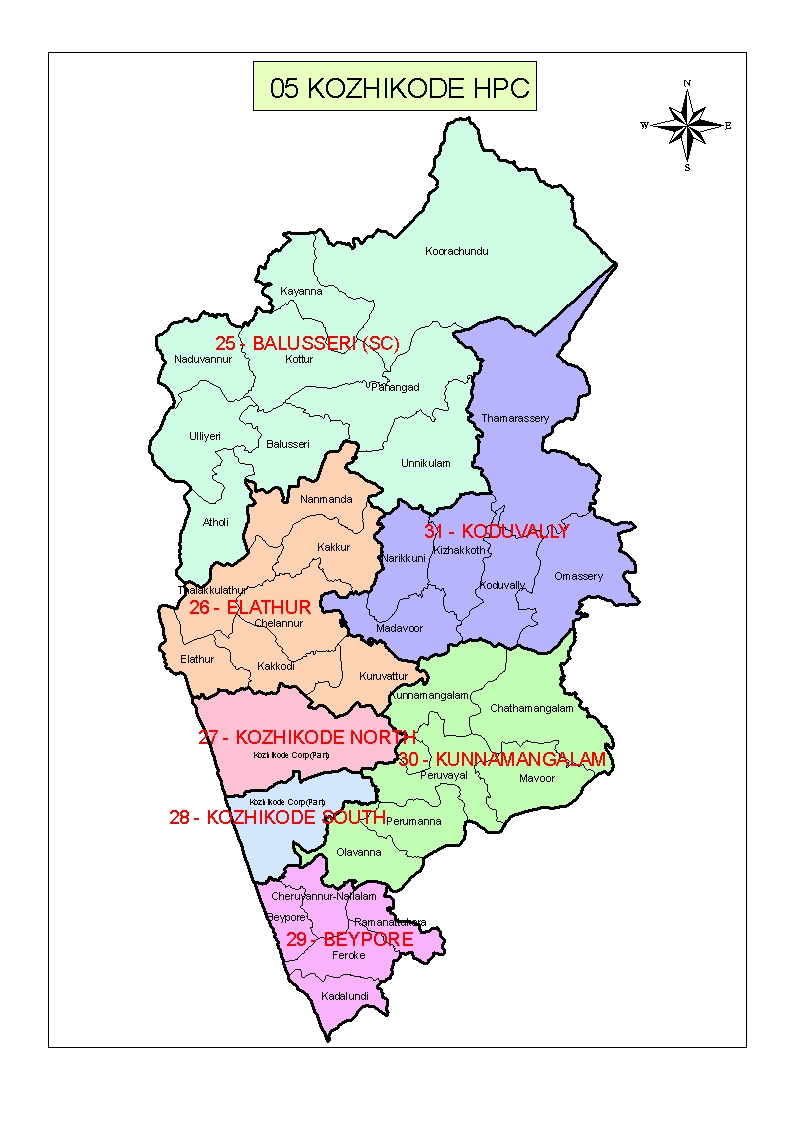 05 KOZHIKODE HPC
N
W
E
S
Koorachundu
Kayanna
25 - BALUSSERI (SC)
Naduvannur
Kottur
Panangad
Thamarassery
Ulliyeri
Balusseri
Unnikulam
Nanmanda
Atholi
31 - KODUVALLY
Kakkur
Narikkuni
Kizhakkoth
Omassery
Koduvally
Thalakkulathur
26 - ELATHUR
Chelannur
Madavoor
Elathur
Kakkodi
Kuruvattur
Kunnamangalam
Chathamangalam
27 - KOZHIKODE NORTH
Kozhikode Corp(Part)
30 - KUNNAMANGALAM
Peruvayal
Mavoor
Kozhikode Corp(Part)
28 - KOZHIKODE SOUTH
Perumanna
Olavanna
Cheruvannur-Nallalam
Beypore
Ramanattukara
29 - BEYPORE
Feroke
Kadalundi